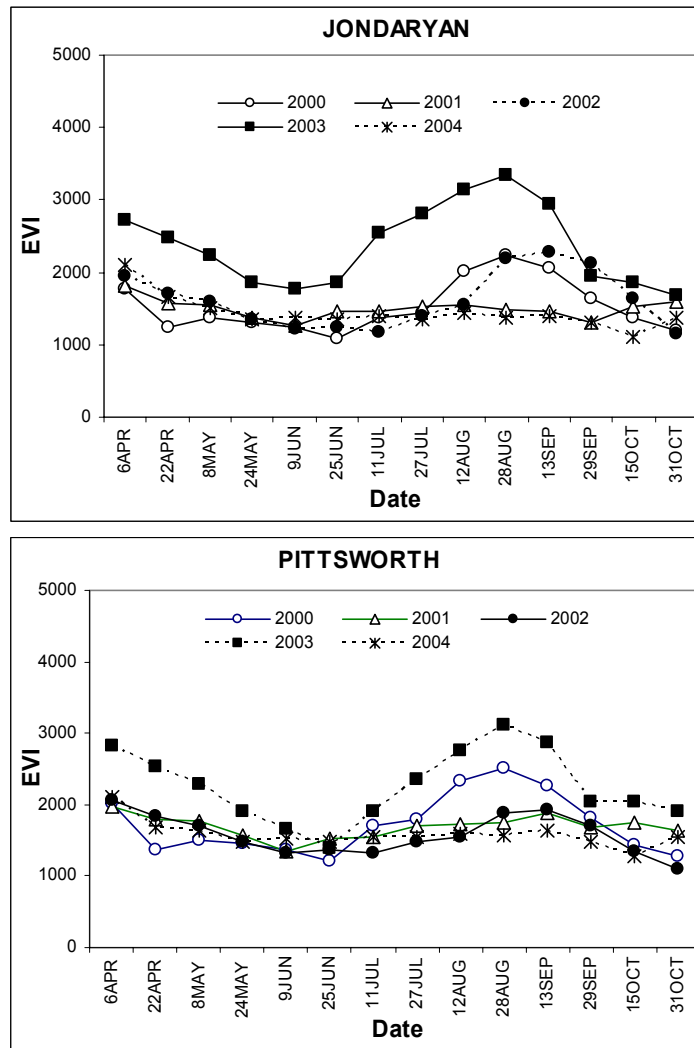 JONDARYAN
5000
4000
3000
2000
1000
0
EVI
2000 2001 2002
2003 2004
6APR 22APR 8MAY 24MAY 9JUN 25JUN 11JUL 27JUL 12AUG 28AUG 13SEP 29SEP 15OCT 31OCT
Date
PITTSWORTH
5000
4000
3000
2000
1000
0
EVI
2000 2001 2002
2003 2004
6APR 22APR 8MAY 24MAY 9JUN 25JUN 11JUL 27JUL 12AUG 28AUG 13SEP 29SEP 15OCT 31OCT
Date